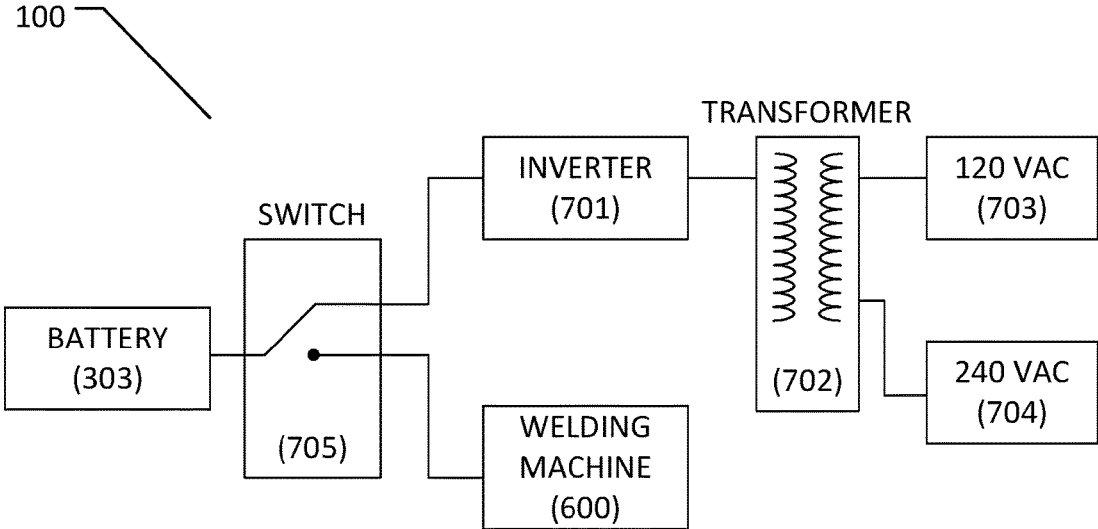 100
TRANSFORMER
INVERTER
(701)
120 VAC
(703)
SWITCH
BATTERY
(303)
(705)
(702)
240 VAC
(704)
WELDING
MACHINE
(600)